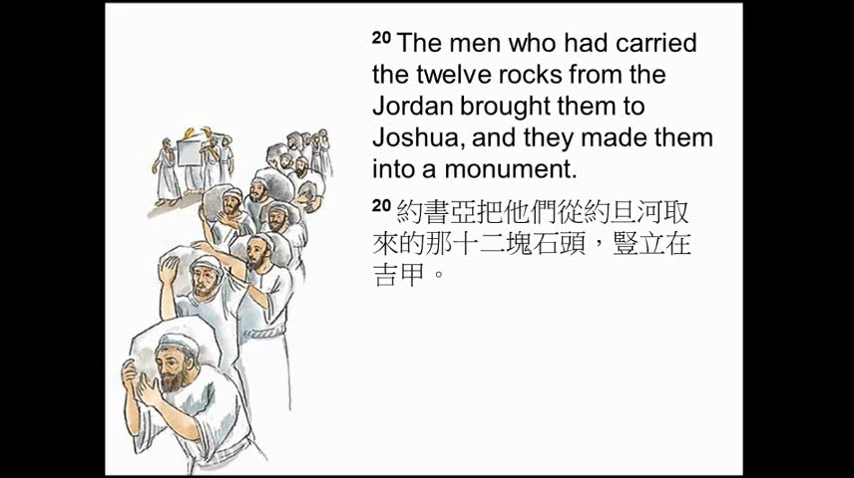 20 The men who had carried
the twelve rocks from the
Jordan brought them to
Joshua, and they made them
into a monument.
20 約書亞把他們從約旦河取
來的那十二塊石頭，豎立在
吉甲。